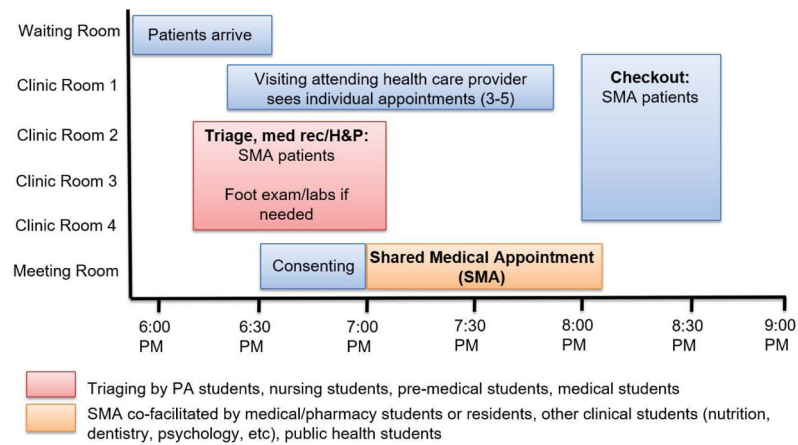 Waiting Room
Patients arrive
Clinic Room 1
Visiting attending health care provider
sees individual appointments (3-5)
Checkout:
SMA patients
Clinic Room 2
Triage, med rec/H&P:
SMA patients
Clinic Room 3
Foot exam/labs if
needed
Clinic Room 4
Meeting Room
Consenting
Shared Medical Appointment
(SMA)
6:00
PM
6:30
PM
7:00
PM
7:30
PM
8:00
PM
8:30
PM
9:00
PM
Triaging by PA students, nursing students, pre-medical students, medical students
SMA co-facilitated by medical/pharmacy students or residents, other clinical students (nutrition,
dentistry, psychology, etc), public health students